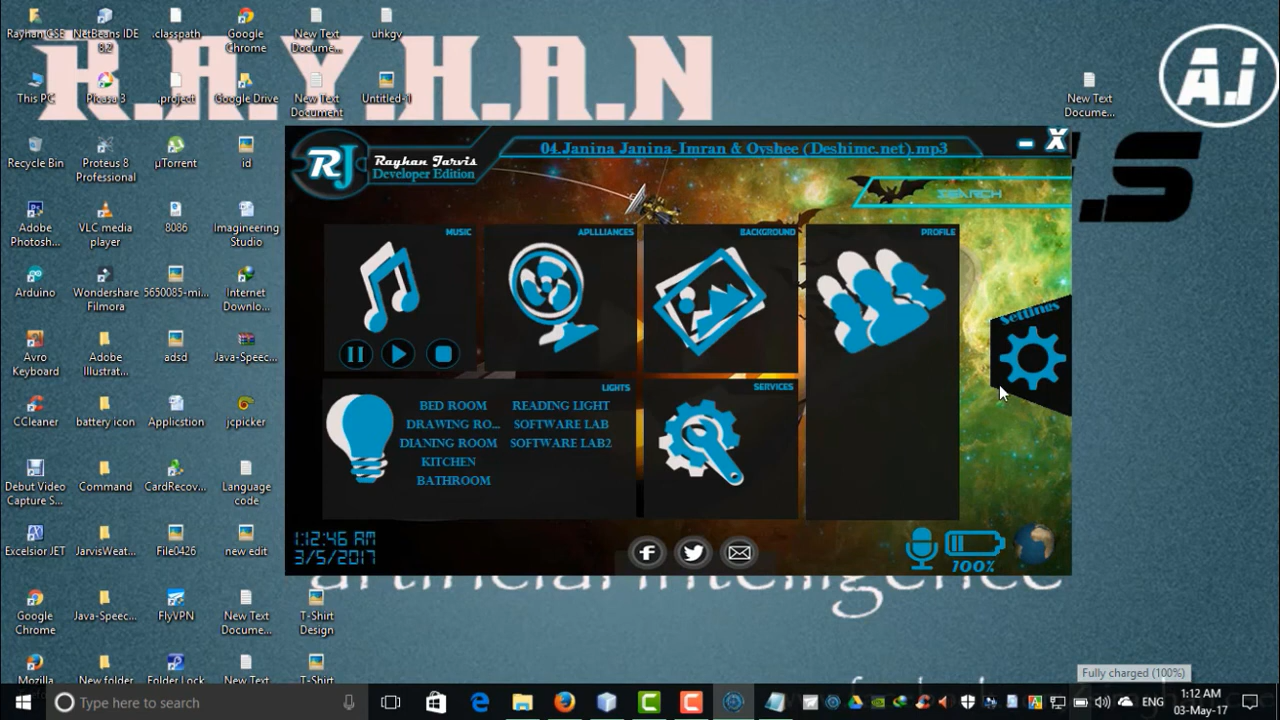 R.A.Y.H.A.N
A.i
.S
artificial intelligence
Rayhan CSE
NetBeans IDE 8.2
.classpath
Google Chrome
New Text Docume...
uhkgv
This PC
Picasa 3
.project
Google Drive
New Text Document
Untitled-1
New Text Docume...
Recycle Bin
Proteus 8 Professional
µTorrent
id
Adobe Photosh...
VLC media player
8086
Imagineering Studio
Arduino
Wondershare Filmora
5650085-mi...
Internet Downlo...
Avro Keyboard
Adobe Illustrat...
adsd
Java-Speec...
CCleaner
battery icon
Application
jcpicker
Debut Video Capture S...
Command
CardRecov...
Language code
Excelsior JET
JarvisWeat...
File0426
new edit
Google Chrome
Java-Speec...
FlyVPN
New Text Docume...
T-Shirt Design
Mozilla
New folder
Folder Lock
New Text
T-Shirt
RJ
Rayhan Jarvis
Developer Edition
04.Janina Janina-Imran & Oyshee (Deshimc.net).mp3
X
SEARCH
MUSIC
APLLLIANCES
BACKGROUND
PROFILE
Settings
LIGHTS
SERVICES
BED ROOM
READING LIGHT
DRAWING RO...
SOFTWARE LAB
DIANING ROOM
SOFTWARE LAB2
KITCHEN
BATHROOM
1:12:46 AM
3/5/2017
100%
Fully charged (100%)
Type here to search
ENG
1:12 AM
03-May-17